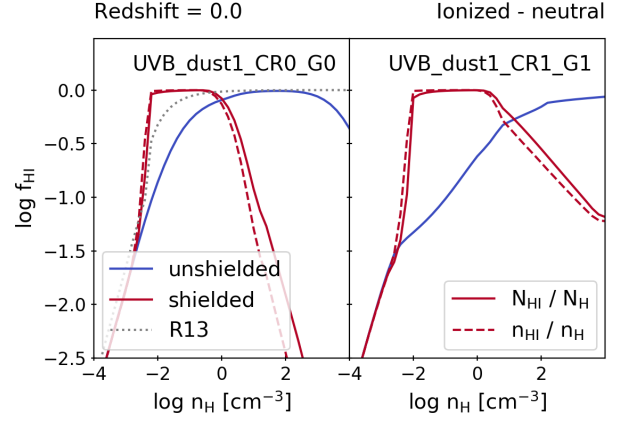 Redshift = 0.0
Ionized - neutral
UVB_dust1_CR0_G0
UVB_dust1_CR1_G1
0.0
−0.5
−1.0
−1.5
−2.0
−2.5
log f_HI
unshielded
shielded
R13
N_HI / N_H
n_HI / n_H
−4 −2 0 2 −4 −2 0 2
log n_H [cm⁻³]
log n_H [cm⁻³]